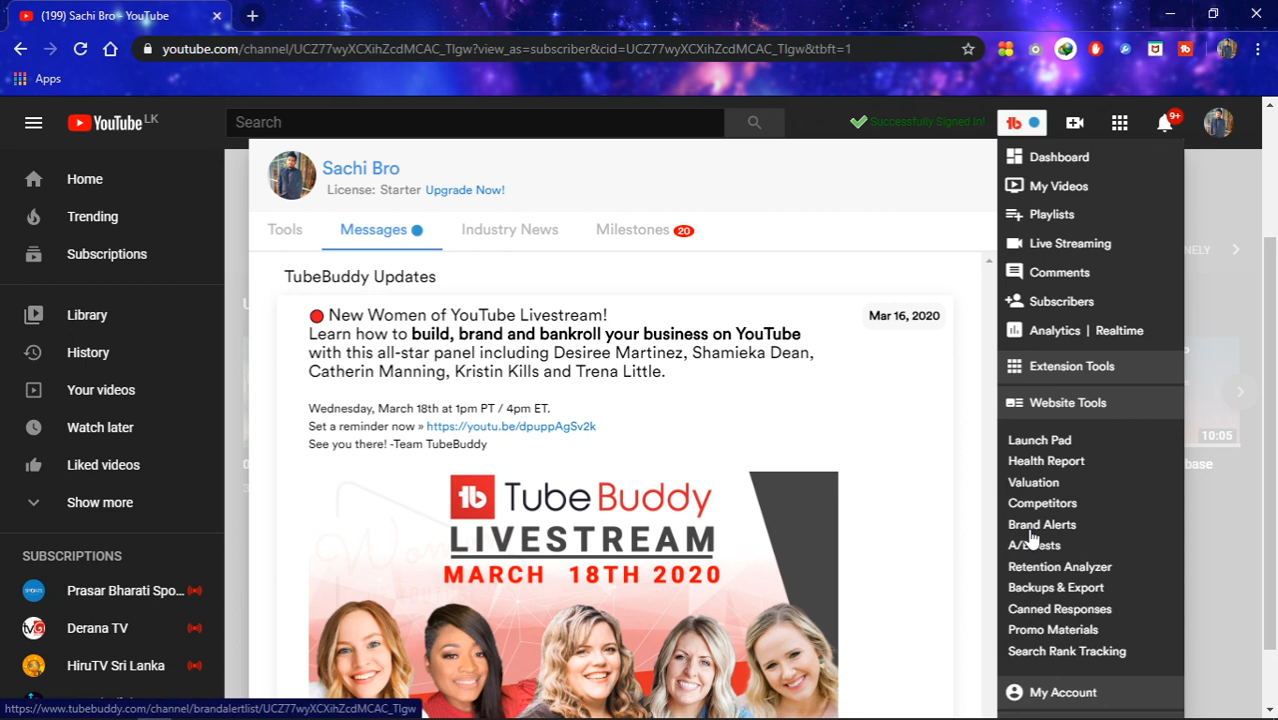 (199) Sachi Bro - YouTube
youtube.com/channel/UCZ77wyXCXihZcdMCAC_TIgw?view_as=subscriber&cid=UCZ77wyXCXihZcdMCAC_TIgw&tbft=1
Apps
YouTube LK
Search
Successfully Signed In!
9+
Home
Trending
Subscriptions
Library
History
Your videos
Watch later
Liked videos
Show more
SUBSCRIPTIONS
Prasar Bharati Spo...
Derana TV
HiruTV Sri Lanka
Sachi Bro
License: Starter Upgrade Now!
Tools
Messages
Industry News
Milestones 20
TubeBuddy Updates
New Women of YouTube Livestream!
Mar 16, 2020
Learn how to build, brand and bankroll your business on YouTube
with this all-star panel including Desiree Martinez, Shamieka Dean,
Catherin Manning, Kristin Kills and Trena Little.
Wednesday, March 18th at 1pm PT / 4pm ET.
Set a reminder now » https://youtu.be/dpuppAgSv2k
See you there! -Team TubeBuddy
TubeBuddy
LIVESTREAM
MARCH 18TH 2020
Dashboard
My Videos
Playlists
Live Streaming
Comments
Subscribers
Analytics | Realtime
Extension Tools
Website Tools
Launch Pad
Health Report
Valuation
Competitors
Brand Alerts
Retention Analyzer
Backups & Export
Canned Responses
Promo Materials
Search Rank Tracking
My Account
10:05
https://www.tubebuddy.com/channel/brandalertlist/UCZ77wyXCXihZcdMCAC_TIgw